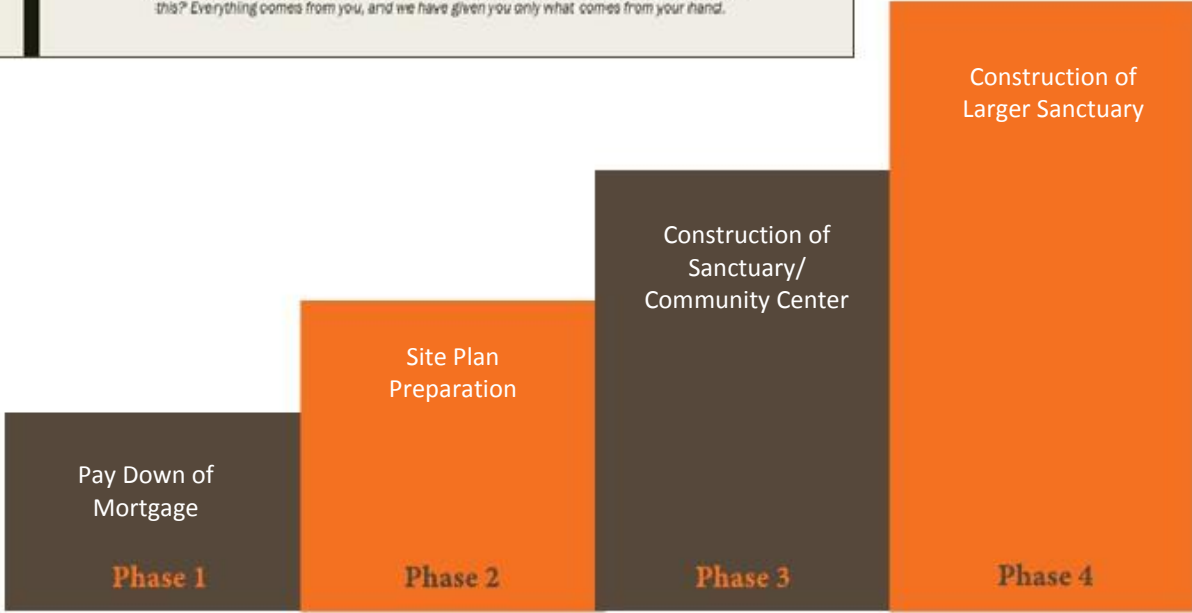 this? Everything comes from you, and we have given you only what comes from your hand.
Construction of
Larger Sanctuary
Construction of
Sanctuary/
Community Center
Site Plan
Preparation
Pay Down of
Mortgage
Phase 1
Phase 2
Phase 3
Phase 4